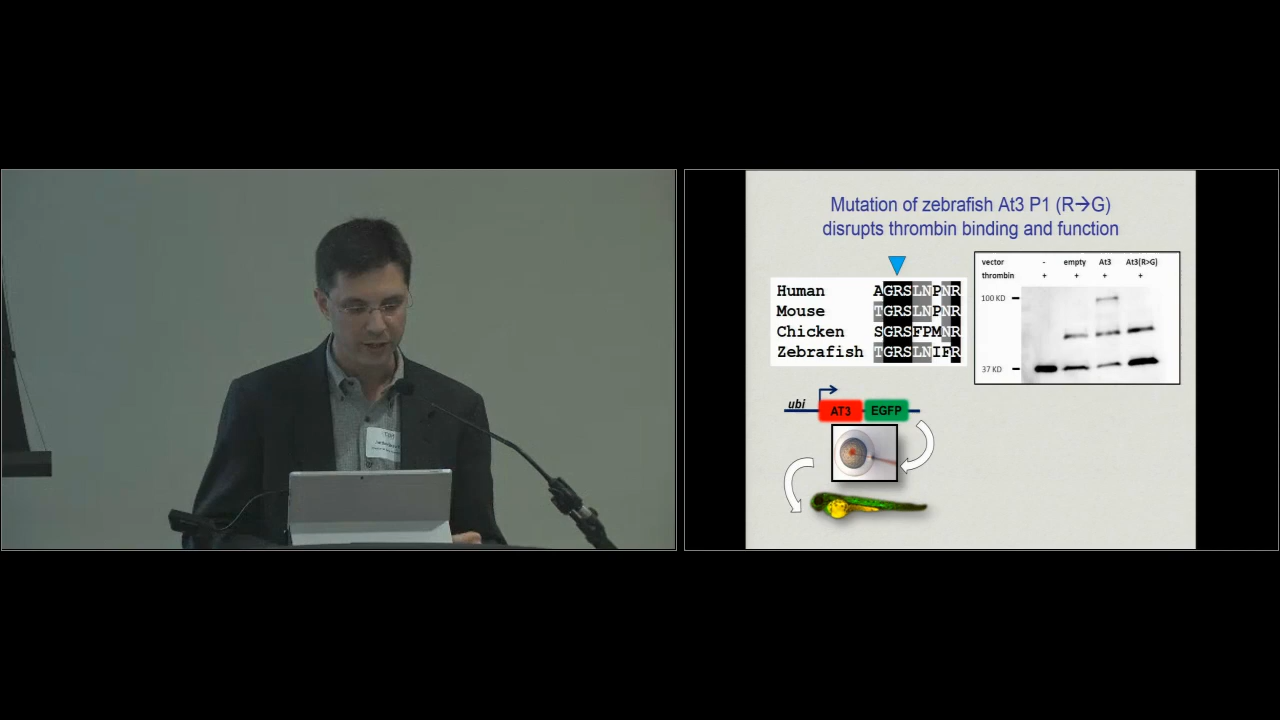 Mutation of zebrafish At3 P1 (R→G)
disrupts thrombin binding and function
Human AGRSLNPNR
Mouse TGRSLNPNR
Chicken SGRSFPMNR
Zebrafish TGRSLNIFR
vector - empty At3 At3(R>G)
thrombin + + + +
100 KD
37 KD
ubi
AT3 EGFP